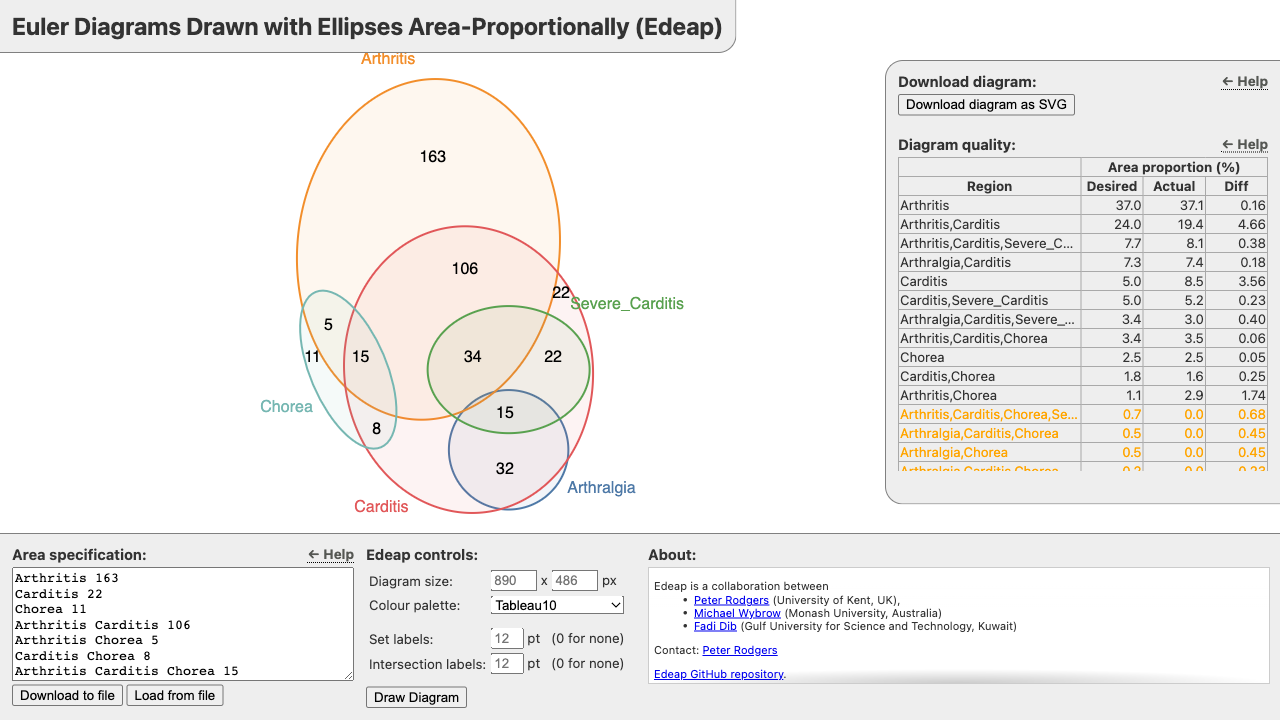 Euler Diagrams Drawn with Ellipses Area-Proportionally (Edeap)
Arthritis
163
106
22
Severe_Carditis
5
11
15
34
22
Chorea
15
8
32
Arthralgia
Carditis
Download diagram:
← Help
Download diagram as SVG
Diagram quality:
← Help
Area proportion (%)
Region Desired Actual Diff
Arthritis 37.0 37.1 0.16
Arthritis,Carditis 24.0 19.4 4.66
Arthritis,Carditis,Severe_C... 7.7 8.1 0.38
Arthralgia,Carditis 7.3 7.4 0.18
Carditis 5.0 8.5 3.56
Carditis,Severe_Carditis 5.0 5.2 0.23
Arthralgia,Carditis,Severe_... 3.4 3.0 0.40
Arthritis,Carditis,Chorea 3.4 3.5 0.06
Chorea 2.5 2.5 0.05
Carditis,Chorea 1.8 1.6 0.25
Arthritis,Chorea 1.1 2.9 1.74
Arthritis,Carditis,Chorea,Se... 0.7 0.0 0.68
Arthralgia,Carditis,Chorea 0.5 0.0 0.45
Arthralgia,Chorea 0.5 0.0 0.45
Area specification:
← Help
Arthritis 163
Carditis 22
Chorea 11
Arthritis Carditis 106
Arthritis Chorea 5
Carditis Chorea 8
Arthritis Carditis Chorea 15
Download to file
Load from file
Edeap controls:
Diagram size: 890 x 486 px
Colour palette: Tableau10
Set labels: 12 pt (0 for none)
Intersection labels: 12 pt (0 for none)
Draw Diagram
About:
Edeap is a collaboration between
• Peter Rodgers (University of Kent, UK),
• Michael Wybrow (Monash University, Australia)
• Fadi Dib (Gulf University for Science and Technology, Kuwait)
Contact: Peter Rodgers
Edeap GitHub repository.